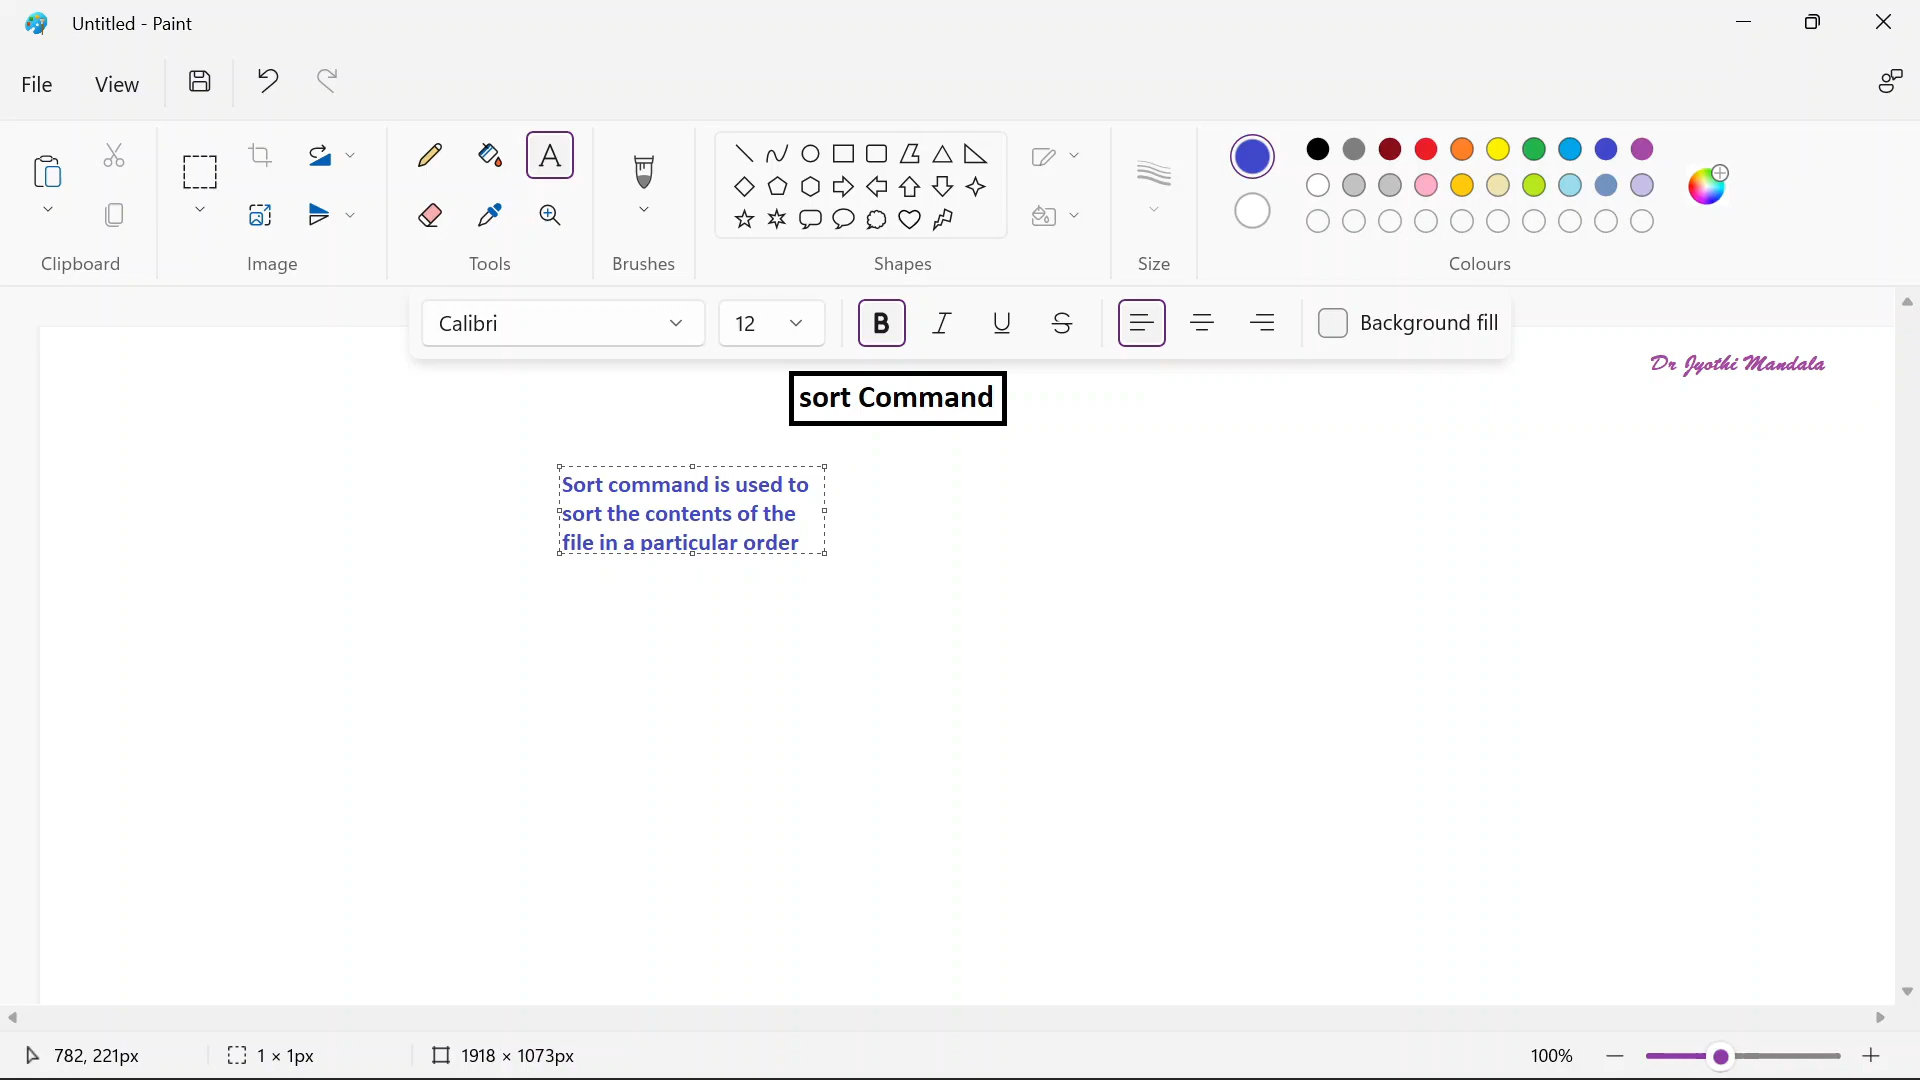 Untitled - Paint
File View
Clipboard Image Tools Brushes Shapes Size Colours
Calibri 12 B I U S Background fill
Dr Jyothi Mandala
sort Command
Sort command is used to
sort the contents of the
file in a particular order
782, 221px 1 × 1px 1918 × 1073px 100%